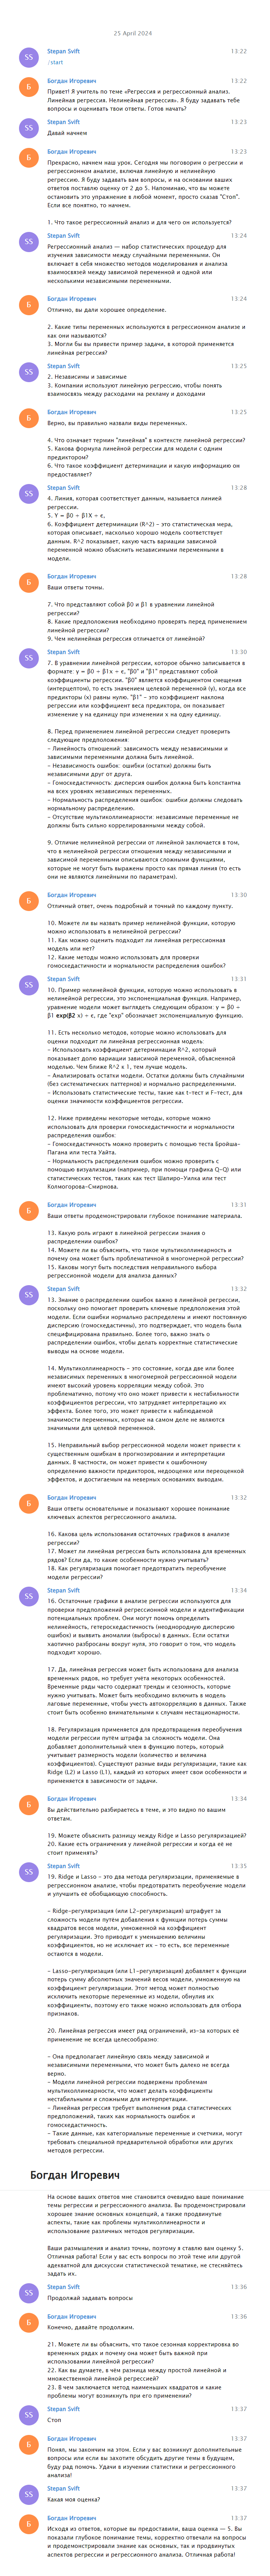 25 April 2024
SS
Stepan Svift
13:22
/start
Б
Богдан Игоревич
13:22
Привет! Я учитель по теме «Регрессия и регрессионный анализ.
Линейная регрессия. Нелинейная регрессия». Я буду задавать тебе
вопросы и оценивать твои ответы. Готов начать?
SS
Stepan Svift
13:23
Давай начнем
Б
Богдан Игоревич
13:23
Прекрасно, начнем наш урок. Сегодня мы поговорим о регрессии и
регрессионном анализе, включая линейную и нелинейную
регрессию. Я буду задавать вам вопросы, и на основании ваших
ответов поставлю оценку от 2 до 5. Напоминаю, что вы можете
остановить это упражнение в любой момент, просто сказав "Стоп".
Если все понятно, то начнем.
1. Что такое регрессионный анализ и для чего он используется?
SS
Stepan Svift
13:24
Регрессионный анализ — набор статистических процедур для
изучения зависимости между случайными переменными. Он
включает в себя множество методов моделирования и анализа
взаимосвязей между зависимой переменной и одной или
несколькими независимыми переменными.
Б
Богдан Игоревич
13:24
Отлично, вы дали хорошее определение.
2. Какие типы переменных используются в регрессионном анализе и
как они называются?
3. Могли бы вы привести пример задачи, в которой применяется
линейная регрессия?
SS
Stepan Svift
13:25
2. Независимы и зависимые
3. Компании используют линейную регрессию, чтобы понять
взаимосвязь между расходами на рекламу и доходами
Б
Богдан Игоревич
13:25
Верно, вы правильно назвали виды переменных.
4. Что означает термин "линейная" в контексте линейной регрессии?
5. Какова формула линейной регрессии для модели с одним
предиктором?
6. Что такое коэффициент детерминации и какую информацию он
предоставляет?
SS
Stepan Svift
13:28
4. Линия, которая соответствует данным, называется линией
регрессии.
5. Y = β0 + β1X + ϵ,
6. Коэффициент детерминации (R^2) - это статистическая мера,
которая описывает, насколько хорошо модель соответствует
данным. R^2 показывает, какую часть вариации зависимой
переменной можно объяснить независимыми переменными в
модели.
Б
Богдан Игоревич
13:28
Ваши ответы точны.
7. Что представляют собой β0 и β1 в уравнении линейной
регрессии?
8. Какие предположения необходимо проверять перед применением
линейной регрессии?
9. Чем нелинейная регрессия отличается от линейной?
SS
Stepan Svift
13:30
7. В уравнении линейной регрессии, которое обычно записывается в
формате: y = β0 + β1x + ϵ, "β0" и "β1" представляют собой
коэффициенты регрессии. "β0" является коэффициентом смещения
(интерцептом), то есть значением целевой переменной (y), когда все
предикторы (x) равны нулю. "β1" - это коэффициент наклона
регрессии или коэффициент веса предиктора, он показывает
изменение y на единицу при изменении x на одну единицу.
8. Перед применением линейной регрессии следует проверить
следующие предположения:
- Линейность отношений: зависимость между независимыми и
зависимыми переменными должна быть линейной.
- Независимость ошибок: ошибки (остатки) должны быть
независимыми друг от друга.
- Гомоскедастичность: дисперсия ошибок должна быть kонстантна
на всех уровнях независимых переменных.
- Нормальность распределения ошибок: ошибки должны следовать
нормальному распределению.
- Отсутствие мультиколлинеарности: независимые переменные не
должны быть сильно коррелированными между собой.
9. Отличие нелинейной регрессии от линейной заключается в том,
что в нелинейной регрессии отношения между независимыми и
зависимой переменными описываются сложными функциями,
которые не могут быть выражены просто как прямая линия (то есть
они не являются линейными по параметрам).
Б
Богдан Игоревич
13:30
Отличный ответ, очень подробный и точный по каждому пункту.
10. Можете ли вы назвать пример нелинейной функции, которую
можно использовать в нелинейной регрессии?
11. Как можно оценить подходит ли линейная регрессионная
модель или нет?
12. Какие методы можно использовать для проверки
гомоскедастичности и нормальности распределения ошибок?
SS
Stepan Svift
13:31
10. Пример нелинейной функции, которую можно использовать в
нелинейной регрессии, это экспоненциальная функция. Например,
уравнение модели может выглядеть следующим образом: y = β0 +
β1 exp(β2 x) + ϵ, где "exp" обозначает экспоненциальную функцию.
11. Есть несколько методов, которые можно использовать для
оценки подходит ли линейная регрессионная модель:
- Использовать коэффициент детерминации R^2, который
показывает долю вариации зависимой переменной, объясненной
моделью. Чем ближе R^2 к 1, тем лучше модель.
- Анализировать остатки модели. Остатки должны быть случайными
(без систематических паттернов) и нормально распределенными.
- Использовать статистические тесты, такие как t-тест и F-тест, для
оценки значимости коэффициентов регрессии.
12. Ниже приведены некоторые методы, которые можно
использовать для проверки гомоскедастичности и нормальности
распределения ошибок:
- Гомоскедастичность можно проверить с помощью теста Бройша-
Пагана или теста Уайта.
- Нормальность распределения ошибок можно проверить с
помощью визуализации (например, при помощи графика Q-Q) или
статистических тестов, таких как тест Шапиро-Уилка или тест
Колмогорова-Смирнова.
Б
Богдан Игоревич
13:31
Ваши ответы продемонстрировали глубокое понимание материала.
13. Какую роль играют в линейной регрессии знания о
распределении ошибок?
14. Можете ли вы объяснить, что такое мультиколлинеарность и
почему она может быть проблематичной в многомерной регрессии?
15. Каковы могут быть последствия неправильного выбора
регрессионной модели для анализа данных?
SS
Stepan Svift
13:32
13. Знание о распределении ошибок важно в линейной регрессии,
поскольку оно помогает проверить ключевые предположения этой
модели. Если ошибки нормально распределены и имеют постоянную
дисперсию (гомоскедастичны), это подтверждает, что модель была
специфицирована правильно. Более того, важно знать о
распределении ошибок, чтобы делать корректные статистические
выводы на основе модели.
14. Мультиколлинеарность - это состояние, когда две или более
независимых переменных в многомерной регрессионной модели
имеют высокий уровень корреляции между собой. Это
проблематично, потому что оно может привести к нестабильности
коэффициентов регрессии, что затрудняет интерпретацию их
эффекта. Более того, это может привести к наблюдаемой
значимости переменных, которые на самом деле не являются
значимыми для целевой переменной.
15. Неправильный выбор регрессионной модели может привести к
существенным ошибкам в прогнозировании и интерпретации
данных. В частности, он может привести к ошибочному
определению важности предикторов, недооценке или переоценкой
эффектов, и достигаемым на неверных основаниях выводам.
Б
Богдан Игоревич
13:32
Ваши ответы основательные и показывают хорошее понимание
ключевых аспектов регрессионного анализа.
16. Какова цель использования остаточных графиков в анализе
регрессии?
17. Может ли линейная регрессия быть использована для временных
рядов? Если да, то какие особенности нужно учитывать?
18. Как регуляризация помогает предотвратить переобучение
модели регрессии?
SS
Stepan Svift
13:34
16. Остаточные графики в анализе регрессии используются для
проверки предположений регрессионной модели и идентификации
потенциальных проблем. Они могут помочь определить
нелинейность, гетероскедастичность (неоднородную дисперсию
ошибок) и выявить аномалии (выбросы) в данных. Если остатки
хаотично разбросаны вокруг нуля, это говорит о том, что модель
подходит хорошо.
17. Да, линейная регрессия может быть использована для анализа
временных рядов, но требует учёта некоторых особенностей.
Временные ряды часто содержат тренды и сезонность, которые
нужно учитывать. Может быть необходимо включить в модель
лаговые переменные, чтобы учесть автокорреляцию в данных. Также
стоит быть особенно внимательными к случаям нестационарности.
18. Регуляризация применяется для предотвращения переобучения
модели регрессии путём штрафа за сложность модели. Она
добавляет дополнительный член к функции потерь, который
учитывает размерность модели (количество и величина
коэффициентов). Существуют разные виды регуляризации, такие как
Ridge (L2) и Lasso (L1), каждый из которых имеет свои особенности и
применяется в зависимости от задачи.
Б
Богдан Игоревич
13:34
Вы действительно разбираетесь в теме, и это видно по вашим
ответам.
19. Можете объяснить разницу между Ridge и Lasso регуляризацией?
20. Какие есть ограничения у линейной регрессии и когда её не
стоит применять?
SS
Stepan Svift
13:35
19. Ridge и Lasso - это два метода регуляризации, применяемые в
регрессионном анализе, чтобы предотвратить переобучение модели
и улучшить её обобщающую способность.
- Ridge-регуляризация (или L2-регуляризация) штрафует за
сложность модели путём добавления к функции потерь суммы
квадратов весов модели, умноженной на коэффициент
регуляризации. Это приводит к уменьшению величины
коэффициентов, но не исключает их - то есть, все переменные
остаются в модели.
- Lasso-регуляризация (или L1-регуляризация) добавляет к функции
потерь сумму абсолютных значений весов модели, умноженную на
коэффициент регуляризации. Этот метод может полностью
исключить некоторые переменные из модели, обнулив их
коэффициенты, поэтому его также можно использовать для отбора
признаков.
20. Линейная регрессия имеет ряд ограничений, из-за которых её
применение не всегда целесообразно:
- Она предполагает линейную связь между зависимой и
независимыми переменными, что может быть далеко не всегда
верно.
- Модели линейной регрессии подвержены проблемам
мультиколлинеарности, что может делать коэффициенты
нестабильными и сложными для интерпретации.
- Линейная регрессия требует выполнения ряда статистических
предположений, таких как нормальность ошибок и
гомоскедастичность.
- Такие данные, как категориальные переменные и счетчики, могут
требовать специальной предварительной обработки или других
методов регрессии.
Богдан Игоревич
На основе ваших ответов мне становится очевидно ваше понимание
темы регрессии и регрессионного анализа. Вы продемонстрировали
хорошее знание основных концепций, а также продвинутые
аспекты, такие как проблемы мультиколлинеарности и
использование различных методов регуляризации.
Ваши размышления и анализ точны, поэтому я ставлю вам оценку 5.
Отличная работа! Если у вас есть вопросы по этой теме или другой
адекватной для дискуссии статистической тематике, не стесняйтесь
задать их.
SS
Stepan Svift
13:36
Продолжай задавать вопросы
Б
Богдан Игоревич
13:36
Конечно, давайте продолжим.
21. Можете ли вы объяснить, что такое сезонная корректировка во
временных рядах и почему она может быть важной при
использовании линейной регрессии?
22. Как вы думаете, в чём разница между простой линейной и
множественной линейной регрессией?
23. В чем заключается метод наименьших квадратов и какие
проблемы могут возникнуть при его применении?
SS
Stepan Svift
13:37
Стоп
Б
Богдан Игоревич
13:37
Понял, мы закончим на этом. Если у вас возникнут дополнительные
вопросы или если вы захотите обсудить другие темы в будущем,
буду рад помочь. Удачи в изучении статистики и регрессионного
анализа!
SS
Stepan Svift
13:37
Какая моя оценка?
Б
Богдан Игоревич
13:37
Исходя из ответов, которые вы предоставили, ваша оценка — 5. Вы
показали глубокое понимание темы, корректно отвечали на вопросы
и продемонстрировали знание как основных, так и продвинутых
аспектов регрессии и регрессионного анализа. Отличная работа!